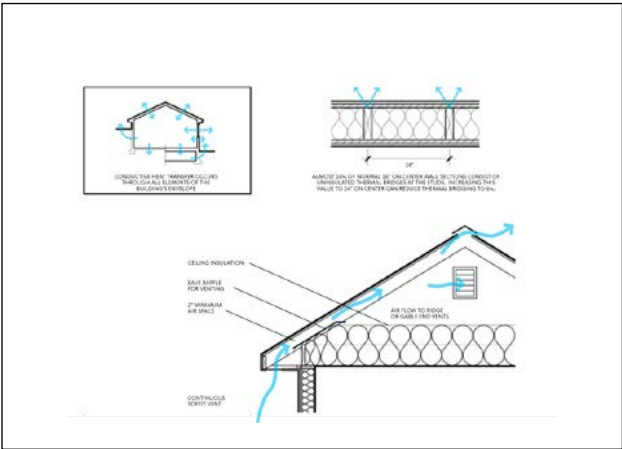 CONDUCTIVE HEAT TRANSFER OCCURS
THROUGH ALL ELEMENTS OF THE
BUILDING'S ENVELOPE
24"
ALMOST OF NORMAL 16" ON CENTER WALL SECTIONS CONSIST OF
UNINSULATED THERMAL BRIDGES AT THE STUDS. INCREASING THIS
VALUE TO 24" ON CENTER CAN REDUCE THERMAL BRIDGING TO
CEILING INSULATION
EAVE BAFFLE
FOR VENTING
2" MINIMUM
AIR SPACE
AIR FLOW TO RIDGE
OR GABLE END VENTS
CONTINUOUS
SOFFIT VENT